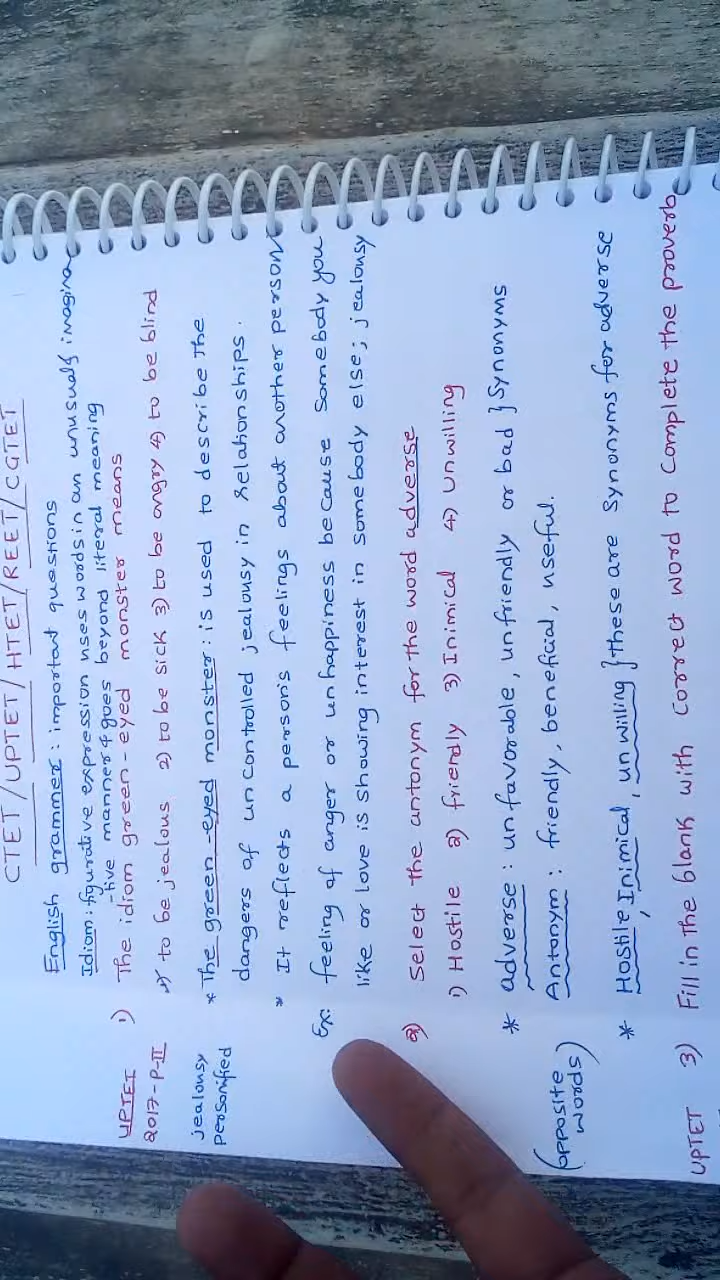 CTET/UPTET/HTET/REET/CGTET
English grammer: important questions
Idiom: figurative expression uses words in an unusual & imagina
-tive manner & goes beyond literal meaning
UPTET 1) The idiom green-eyed monster means
2017-P-II 1) to be jealous 2) to be sick 3) to be angry 4) to be blind
jealousy personified
* The green-eyed monster: is used to describe the
dangers of uncontrolled jealousy in relationships.
* It reflects a person's feelings about another person
Ex: feeling of anger or unhappiness because somebody you
like or love is showing interest in somebody else; jealousy
2) Select the antonym for the word adverse
1) Hostile 2) friendly 3) Inimical 4) Unwilling
* adverse: unfavorable, unfriendly or bad } Synonyms
(opposite words) Antonym: friendly, beneficial, useful.
* Hostile, Inimical, unwilling } these are synonyms for adverse
UPTET 3) Fill in the blank with correct word to complete the proverb